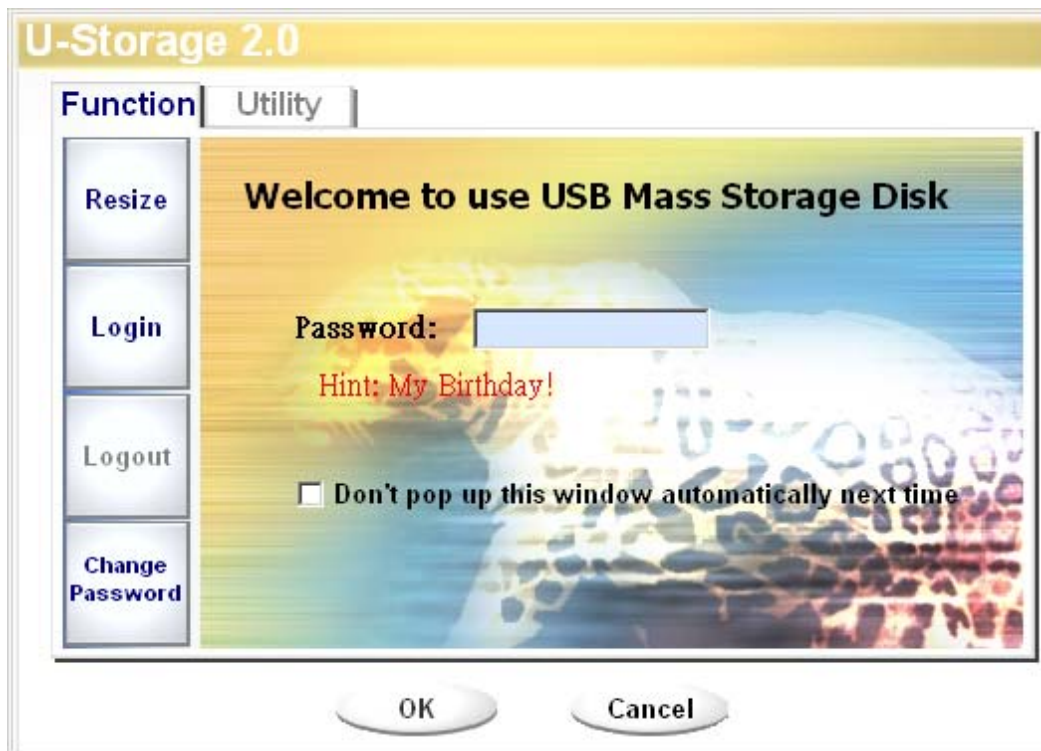 U-Storage 2.0
Function Utility
Resize
Login
Logout
Change
Password
Welcome to use USB Mass Storage Disk
Password:
Hint: My Birthday!
Don't pop up this window automatically next time
OK Cancel